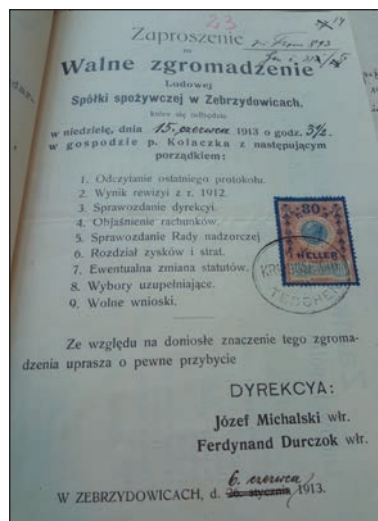 23
Zaproszenie
na
Walne zgromadzenie
Ludowej
Spółki spożywczej w Zebrzydowicach.
które się odbędzie
w niedzielę, dnia 15. czerwca 1913 o godz. 3½.
w gospodzie p. Kolaczka z następującym
porządkiem:
1. Odczytanie ostatniego protokołu.
2. Wynik rewizyi z r. 1912.
3. Sprawozdanie dyrekcyi.
4. Objaśnienie rachunków.
5. Sprawozdanie Rady nadzorczej
6. Rozdział zysków i strat.
7. Ewentualna zmiana statutów.
8. Wybory uzupełniające.
9. Wolne wnioski.
30
HELLER
TESCHEN
Ze względu na doniosłe znaczenie tego zgroma-
dzenia uprasza o pewne przybycie
DYREKCYA:
Józef Michalski włr.
Ferdynand Durczok włr.
6. czerwca
W ZEBRZYDOWICACH, d. 26. stycznia 1913.